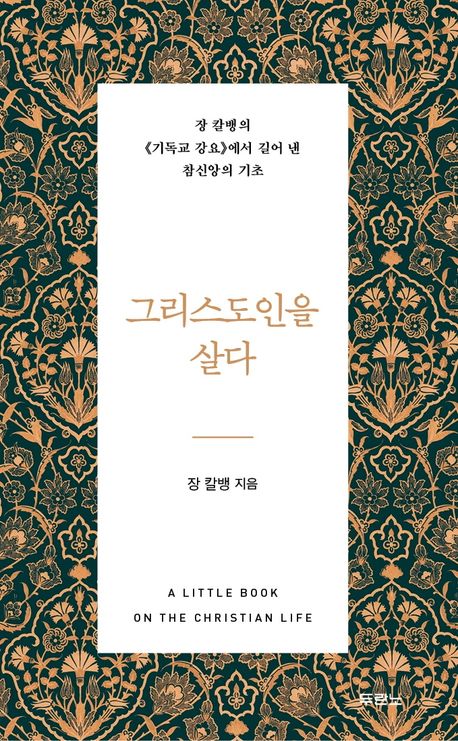 장 칼뱅의
《기독교 강요》에서 길어 낸
참신앙의 기초
그리스도인을
살다
장 칼뱅 지음
A LITTLE BOOK
ON THE CHRISTIAN LIFE
두란노